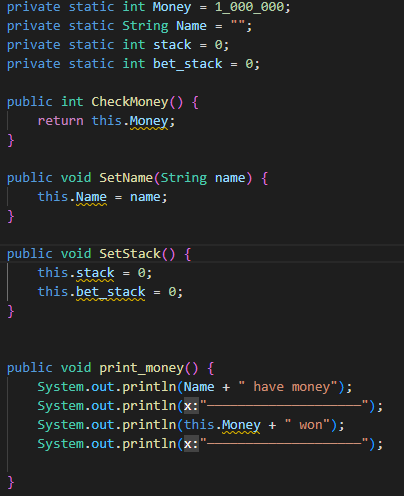 private static int Money = 1_000_000;
private static String Name = "";
private static int stack = 0;
private static int bet_stack = 0;
public int CheckMoney() {
return this.Money;
}
public void SetName(String name) {
this.Name = name;
}
public void SetStack() {
this.stack = 0;
this.bet_stack = 0;
}
public void print_money() {
System.out.println(Name + " have money");
System.out.println(x:"————————————————————");
System.out.println(this.Money + " won");
System.out.println(x:"————————————————————");
}